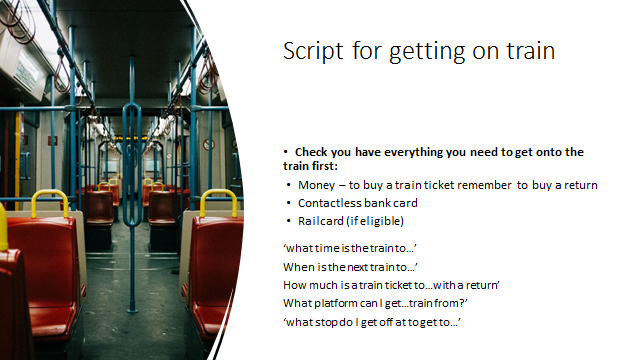 Script for getting on train
• Check you have everything you need to get onto the
train first:
• Money – to buy a train ticket remember to buy a return
• Contactless bank card
• Railcard (if eligible)
‘what time is the train to…’
When is the next train to…’
How much is a train ticket to…with a return’
What platform can I get…train from?’
‘what stop do I get off at to get to…’